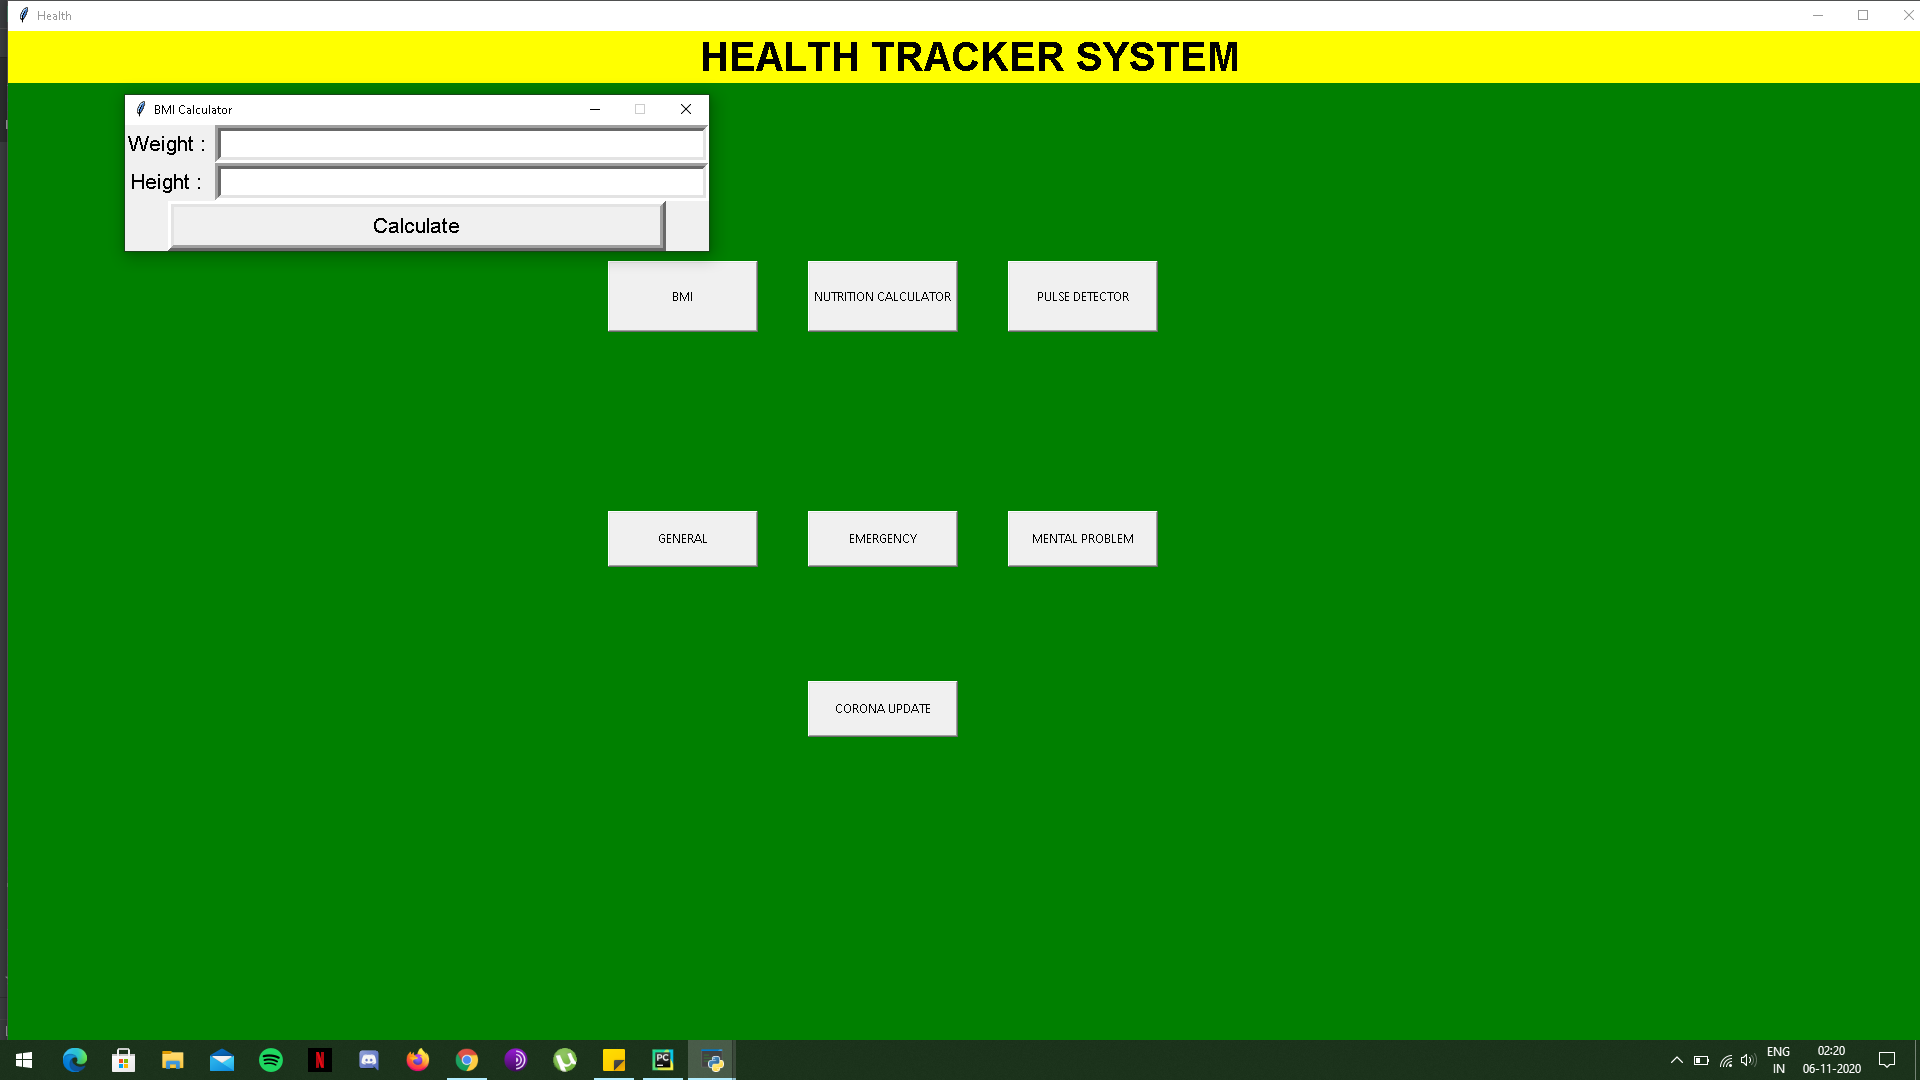 Health
HEALTH TRACKER SYSTEM
BMI Calculator
Weight :
Height :
Calculate
BMI
NUTRITION CALCULATOR
PULSE DETECTOR
GENERAL
EMERGENCY
MENTAL PROBLEM
CORONA UPDATE
N
PC
ENG
IN
02:20
06-11-2020